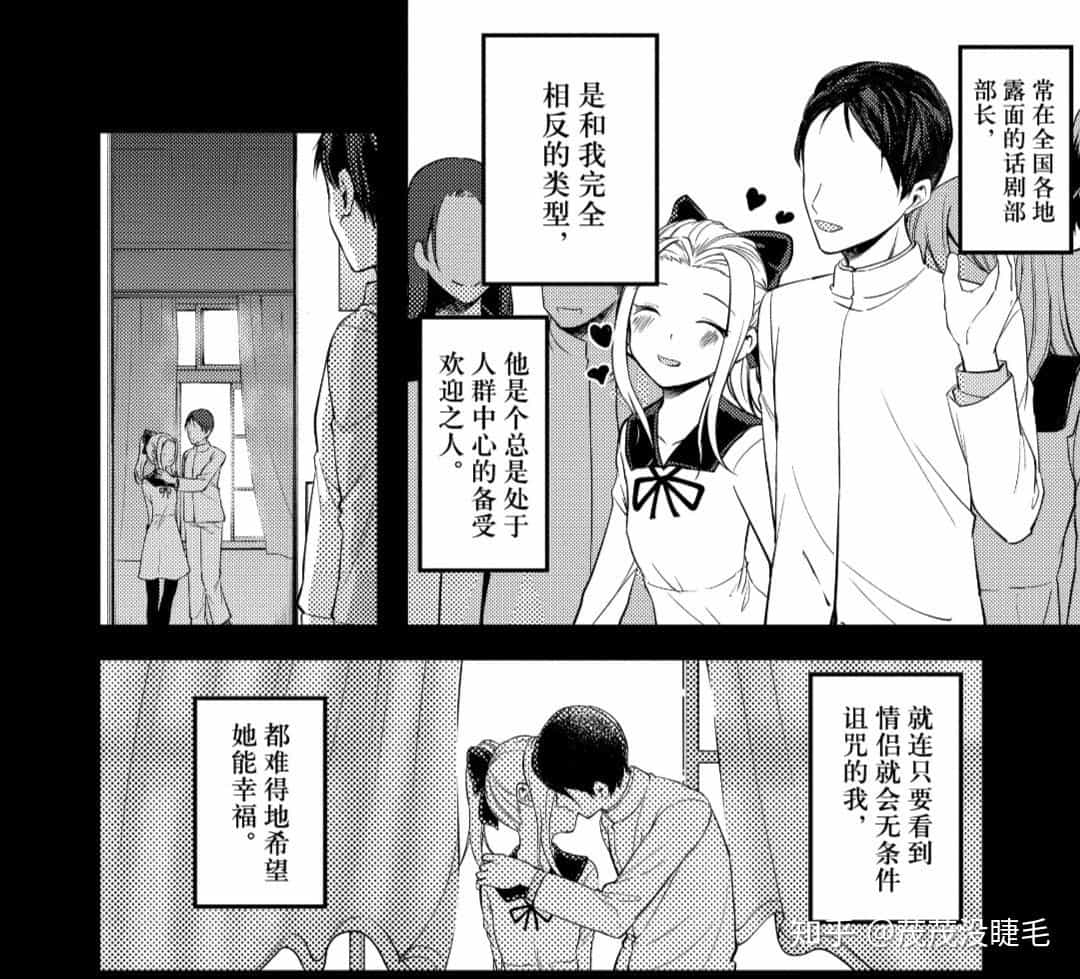 常在全国各地
露面的话剧部
部长，
是和我完全
相反的类型，
他是个总是处于
人群中心的备受
欢迎之人。
就连只要看到
情侣就会无条件
诅咒的我，
都难得地希望
她能幸福。
知乎 @茂茂没睫毛